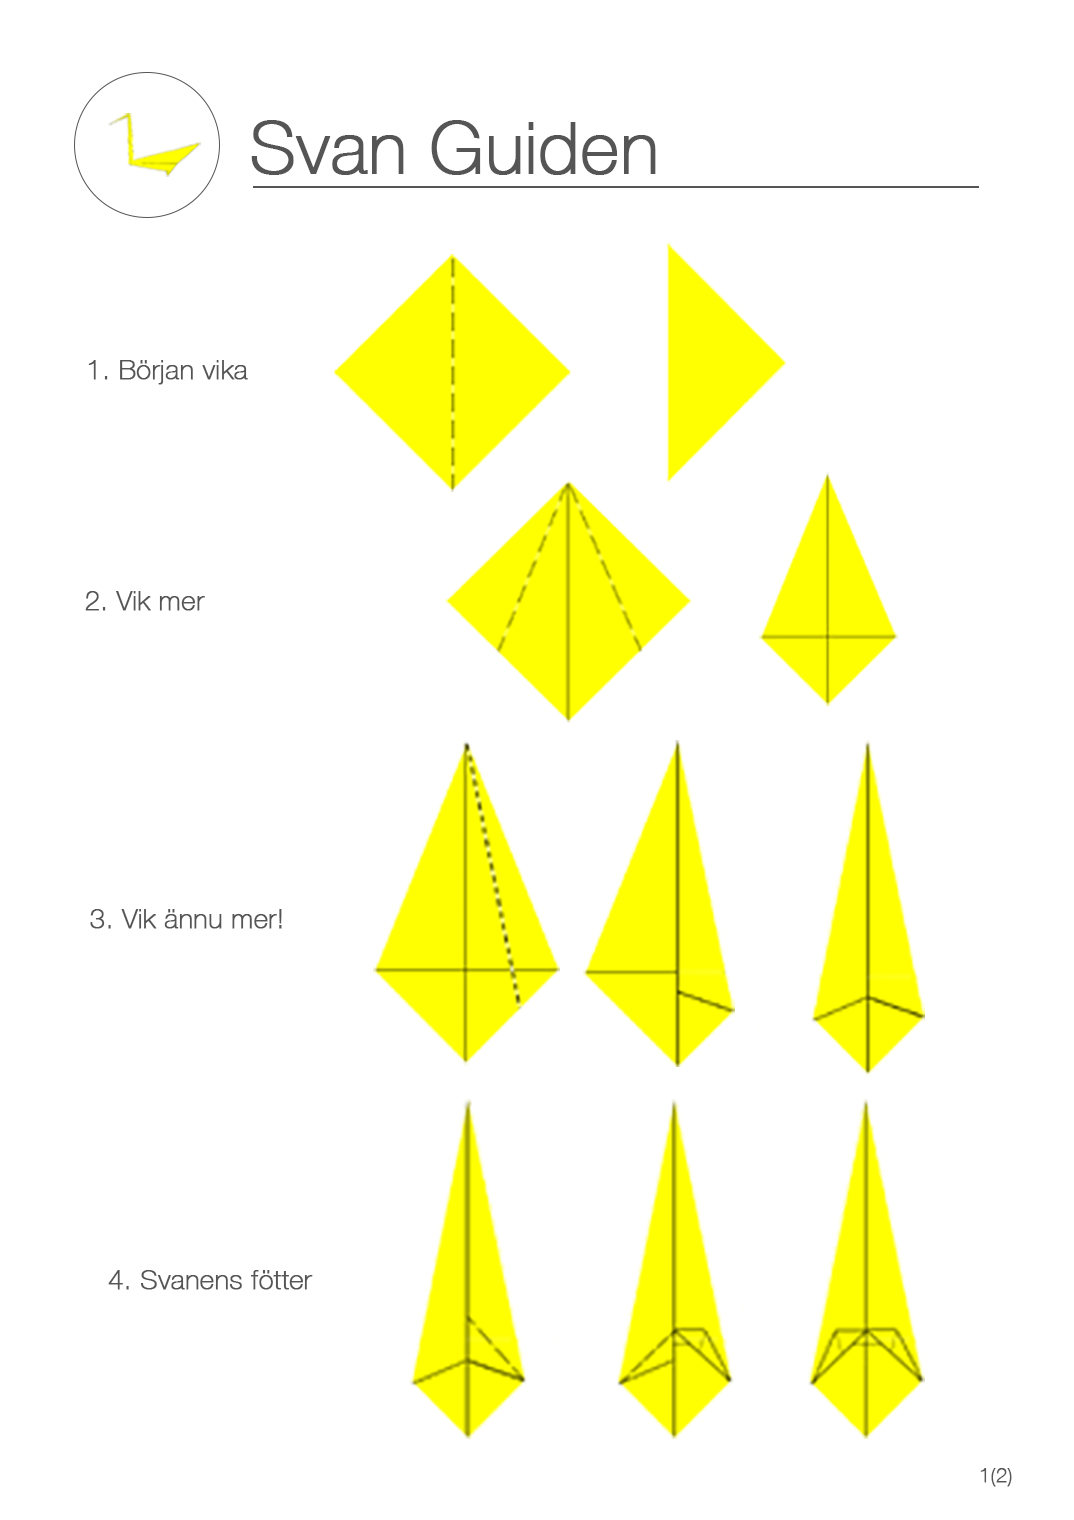 Svan Guiden
1. Början vika
2. Vik mer
3. Vik ännu mer!
4. Svanens fötter
1(2)